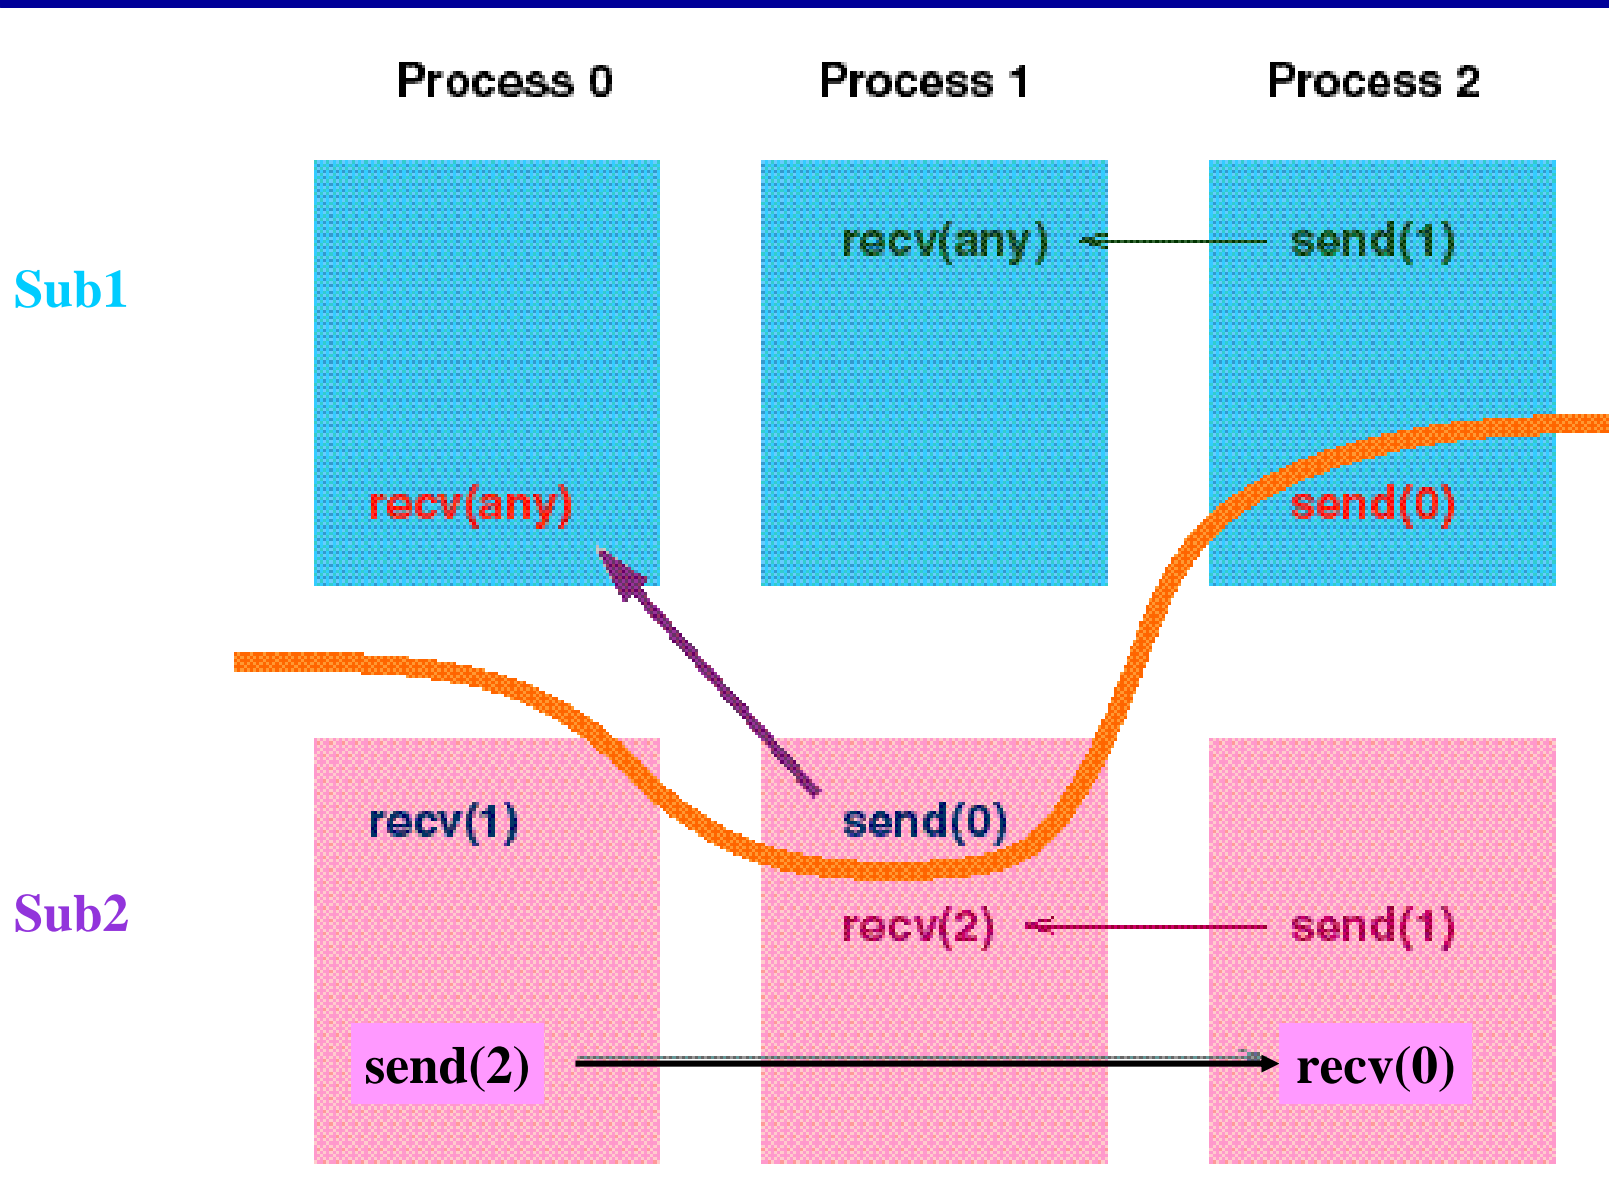 Process 0 Process 1 Process 2
recv(any) send(1)
Sub1
recv(any) send(0)
recv(1) send(0)
Sub2
recv(2) send(1)
send(2) recv(0)